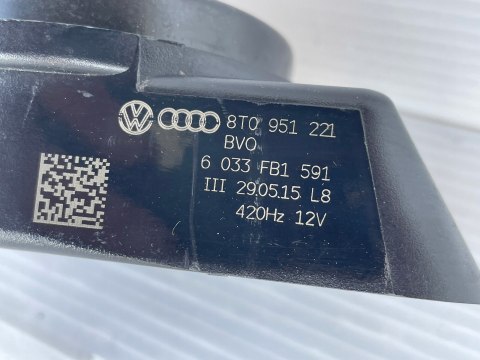 8T0 951 221
BVO
6 033 FB1 591
III 29.05.15 L8
420Hz 12V